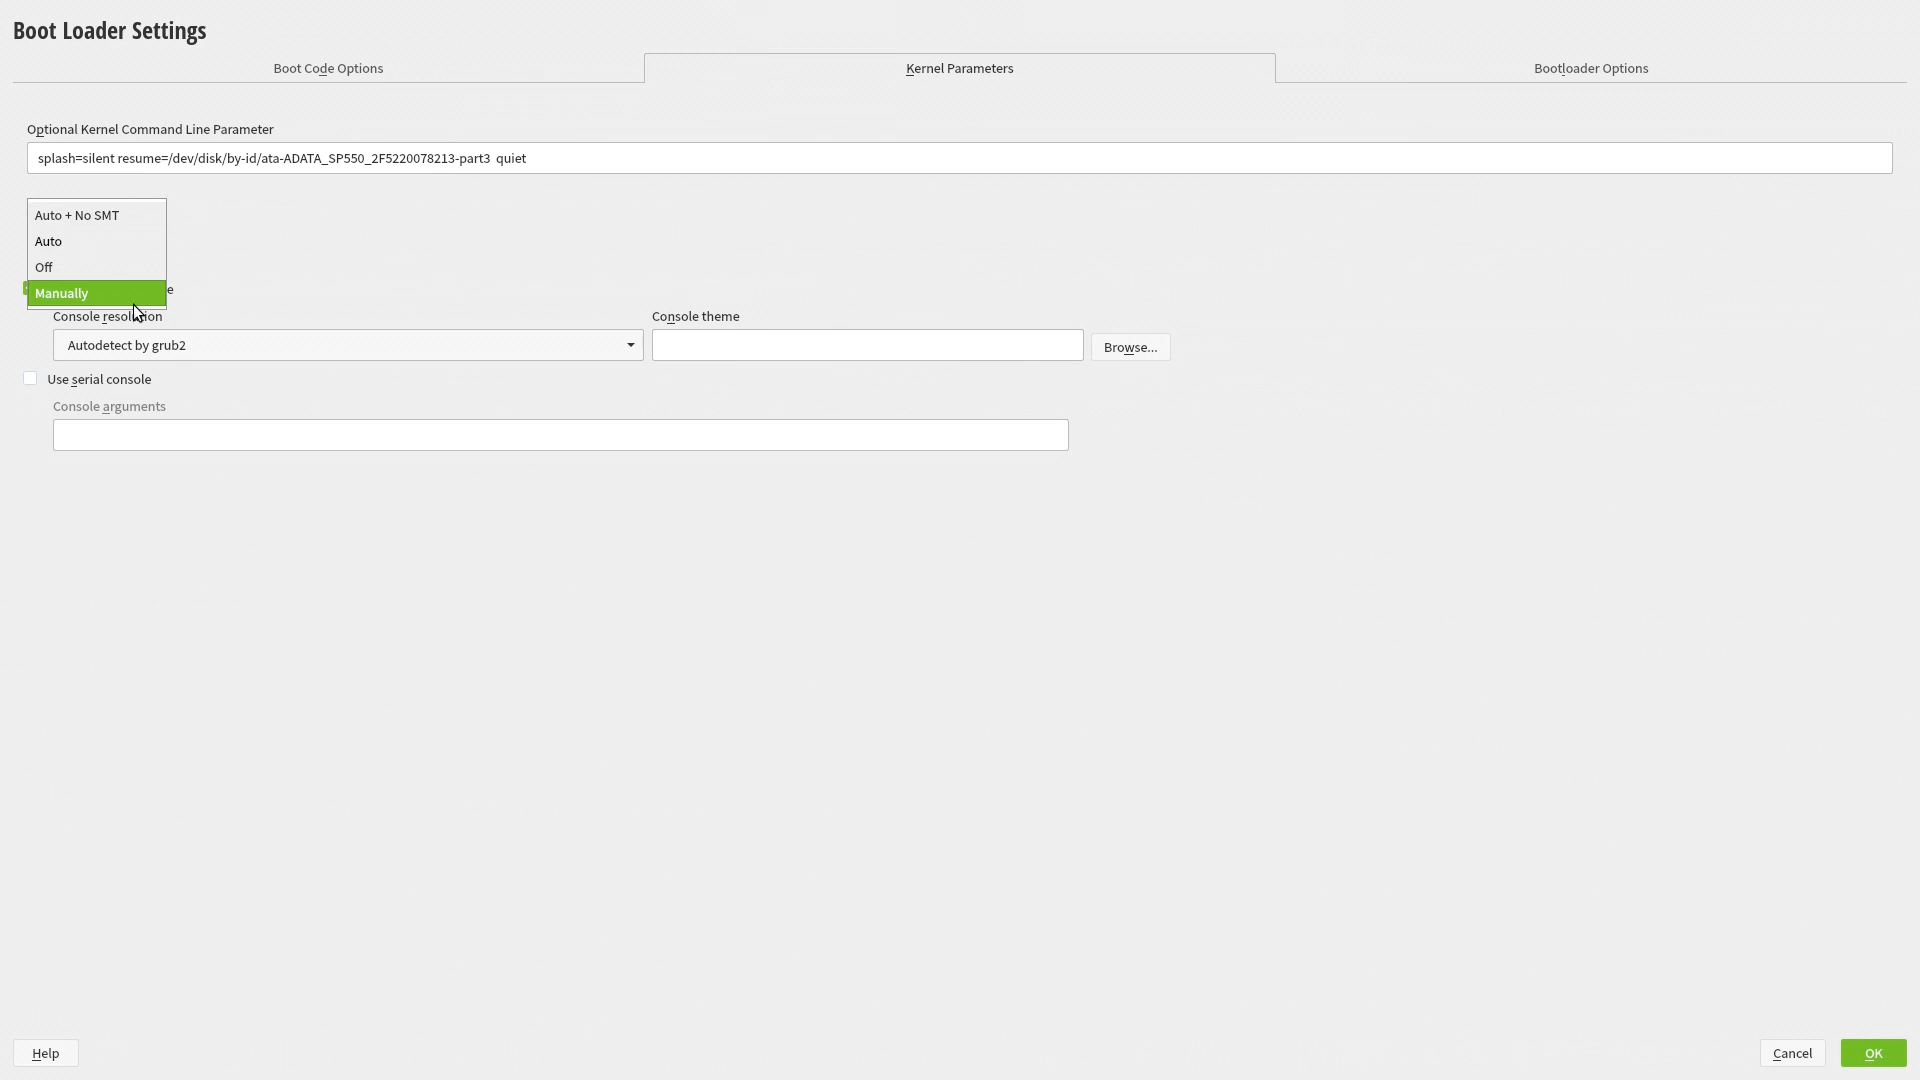 Boot Loader Settings
Boot Code Options
Kernel Parameters
Bootloader Options
Optional Kernel Command Line Parameter
splash=silent resume=/dev/disk/by-id/ata-ADATA_SP550_2F5220078213-part3  quiet
Auto + No SMT
Auto
Off
Manually
Console resolution
Console theme
Autodetect by grub2
Browse...
Use serial console
Console arguments
Help
Cancel
OK